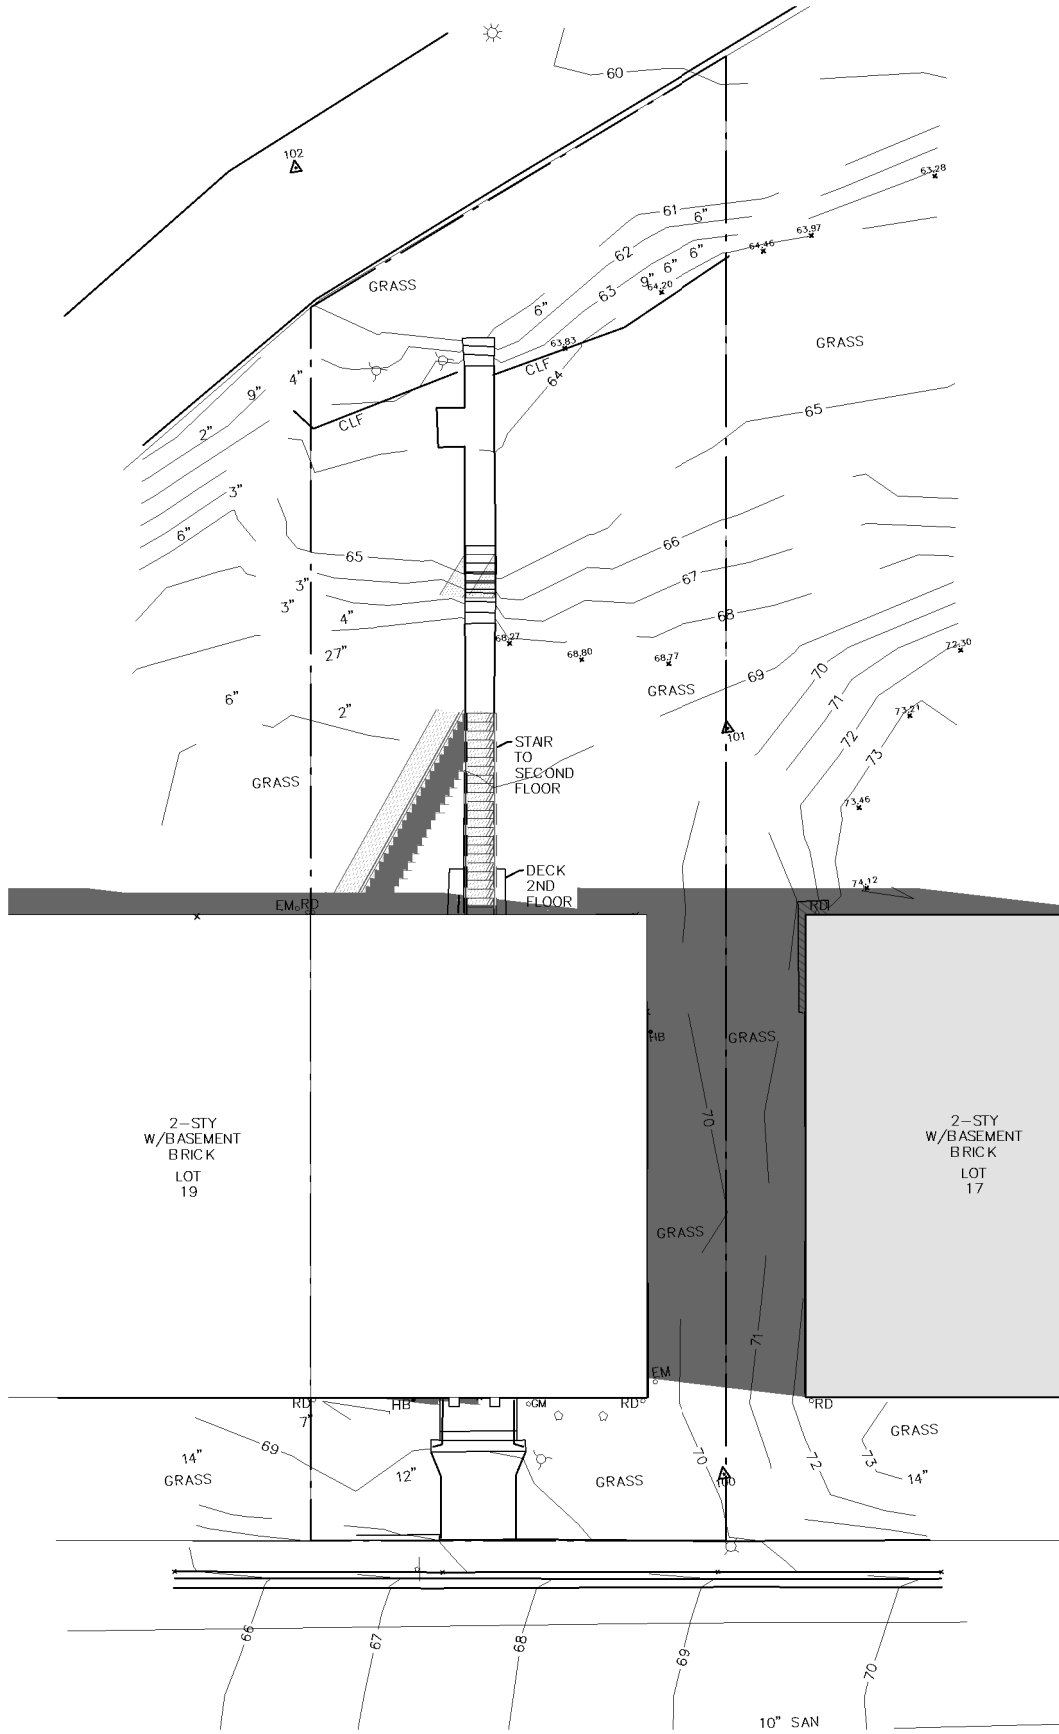 60
102
63.28
61
6"
63.97
62
64.46
6"
6"
9"
64.20
GRASS
63
6"
63.83
GRASS
CLF
64
4"
9"
65
CLF
2"
3"
6"
66
65
67
3"
3"
4"
68
68.27
72.30
27"
68.80
68.77
70
69
GRASS
6"
2"
71
73.21
101
72
STAIR
TO
SECOND
FLOOR
73
GRASS
73.46
DECK
2ND
FLOOR
74.12
EM
RD
RD
HB
GRASS
70
2-STY
W/BASEMENT
BRICK
LOT
19
2-STY
W/BASEMENT
BRICK
LOT
17
GRASS
71
EM
RD
HB
GM
RD
RD
7"
GRASS
69
14"
GRASS
12"
GRASS
70
100
72
73
14"
66
67
68
69
70
10" SAN